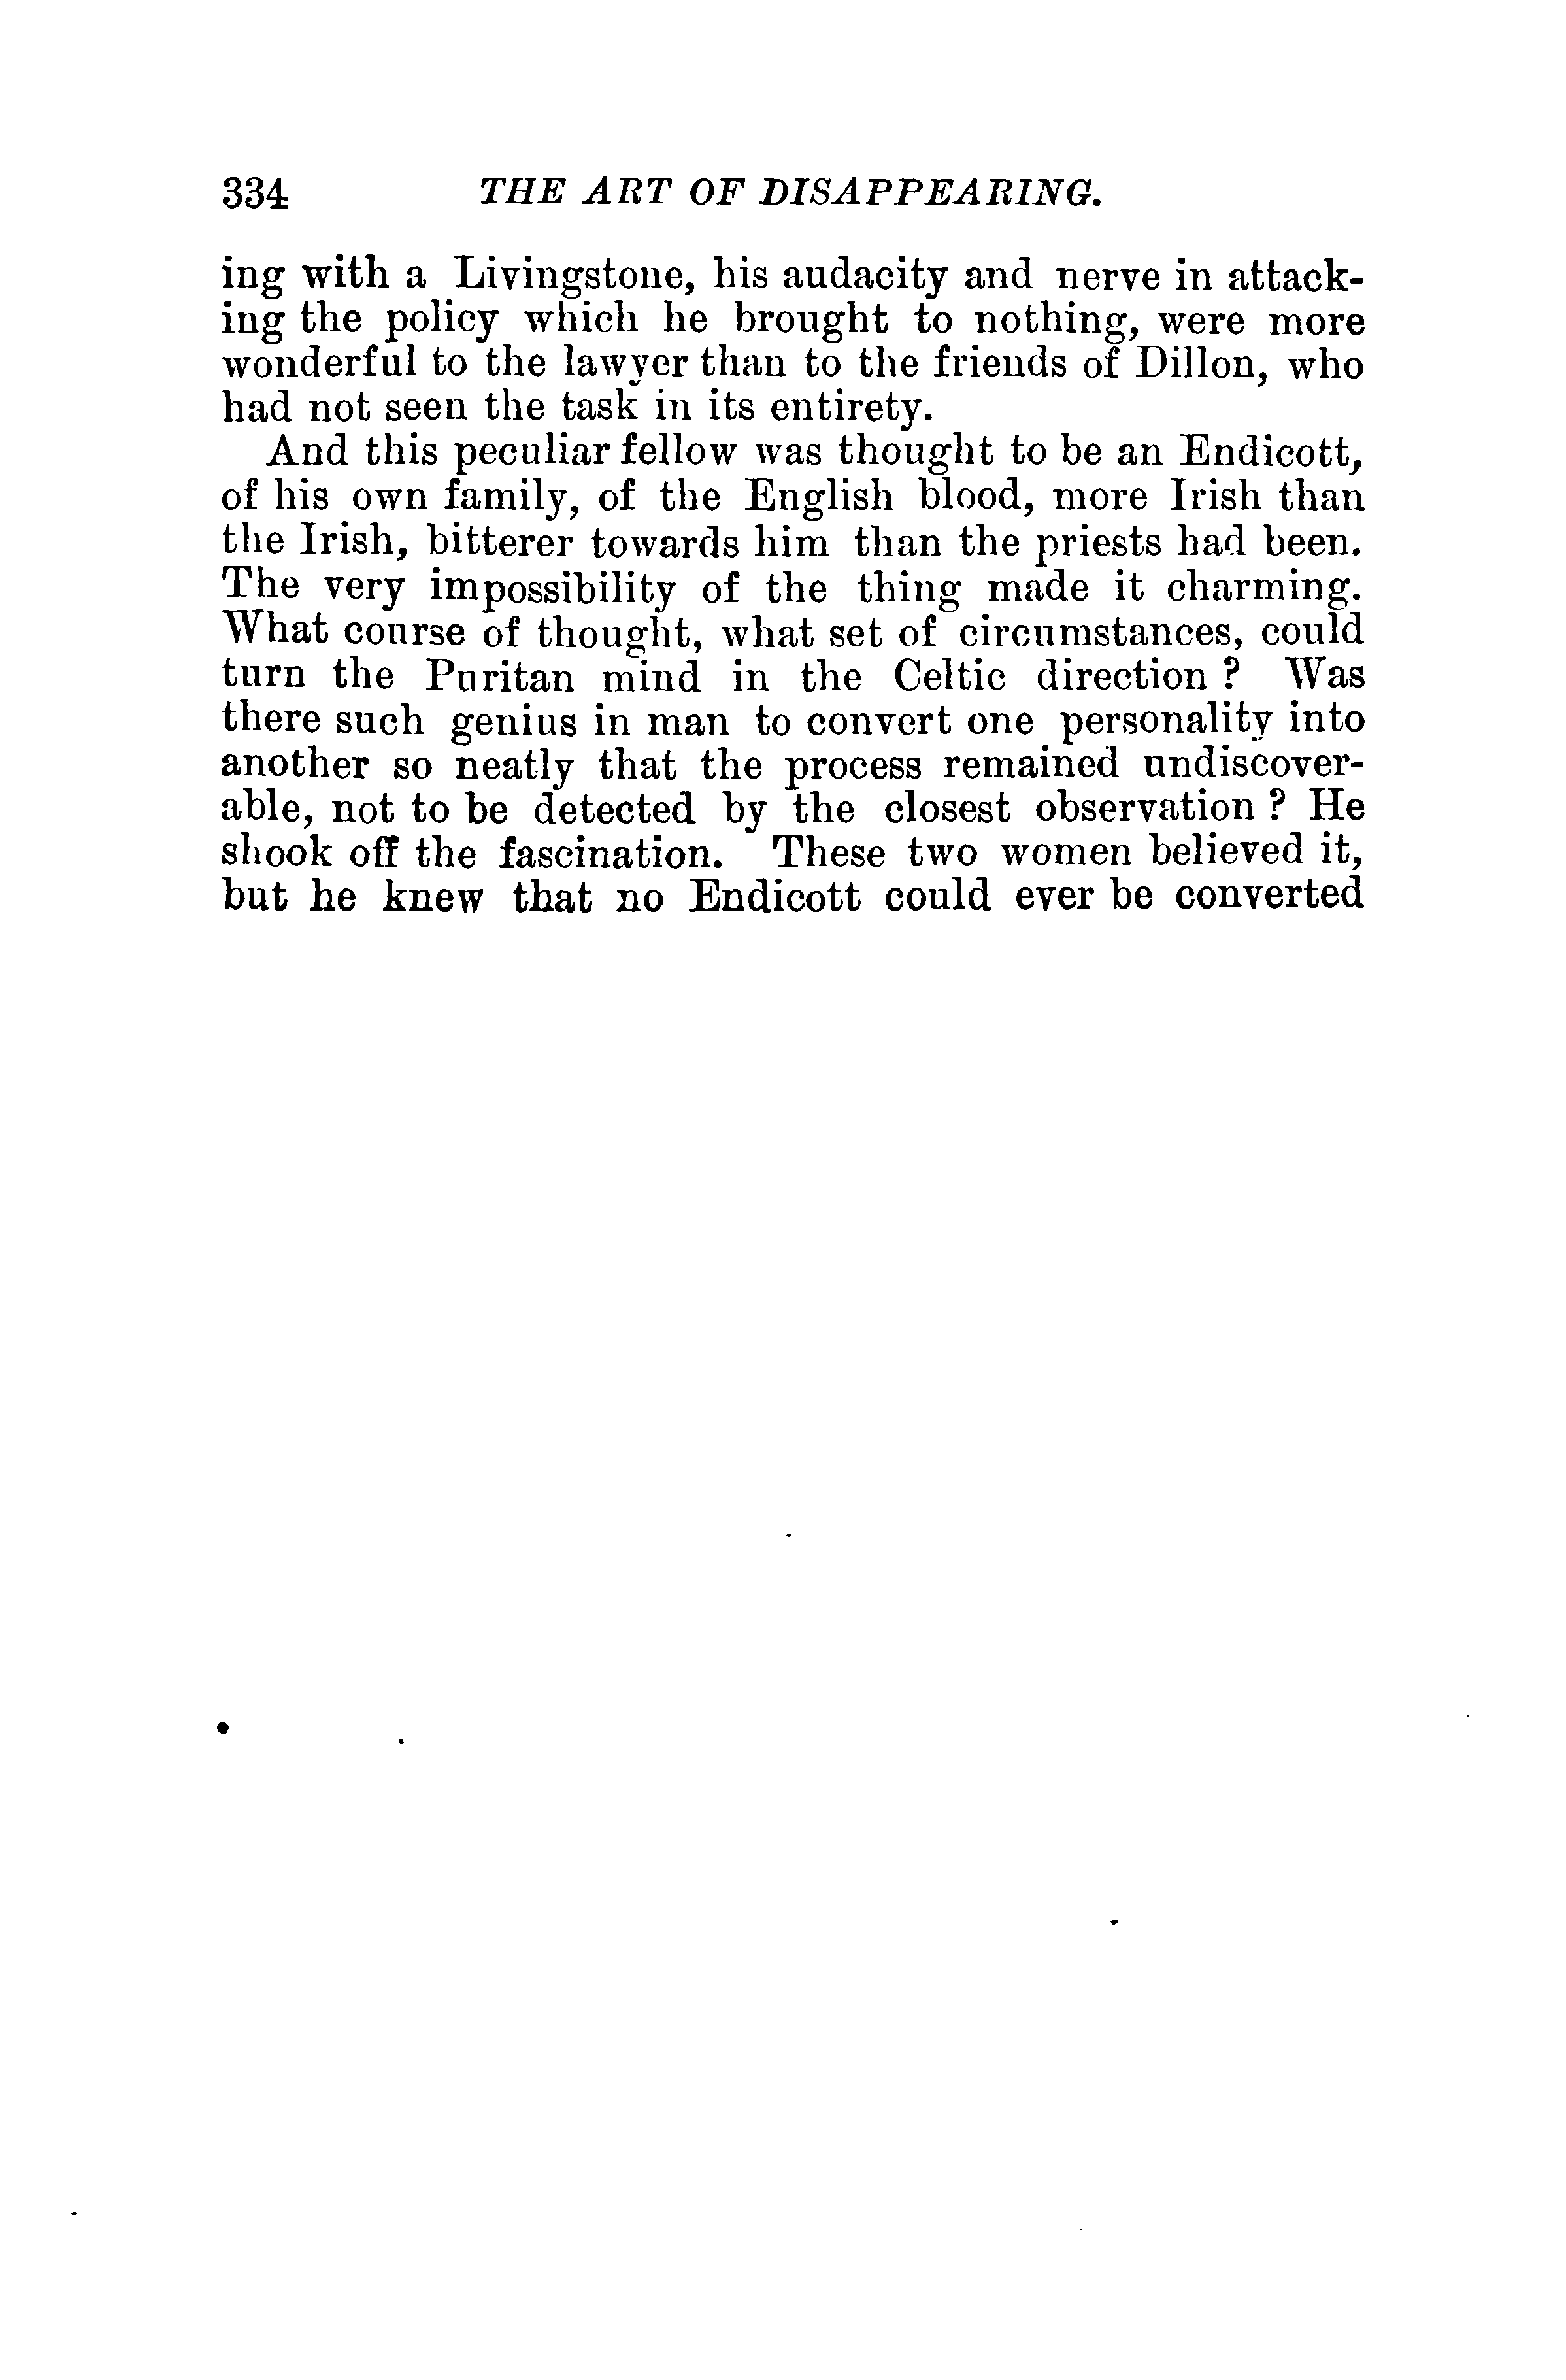 334 THE ART OF DISAPPEARING.
ing with a Livingstone, his audacity and nerve in attack-
ing the policy which he brought to nothing, were more
wonderful to the lawyer than to the friends of Dillon, who
had not seen the task in its entirety.
And this peculiar fellow was thought to be an Endicott,
of his own family, of the English blood, more Irish than
the Irish, bitterer towards him than the priests had been.
The very impossibility of the thing made it charming.
What course of thought, what set of circumstances, could
turn the Puritan mind in the Celtic direction ? Was
there such genius in man to convert one personality into
another so neatly that the process remained undiscover-
able, not to be detected by the closest observation ? He
shook off the fascination. These two women believed it,
but he knew that no Endicott could ever be converted